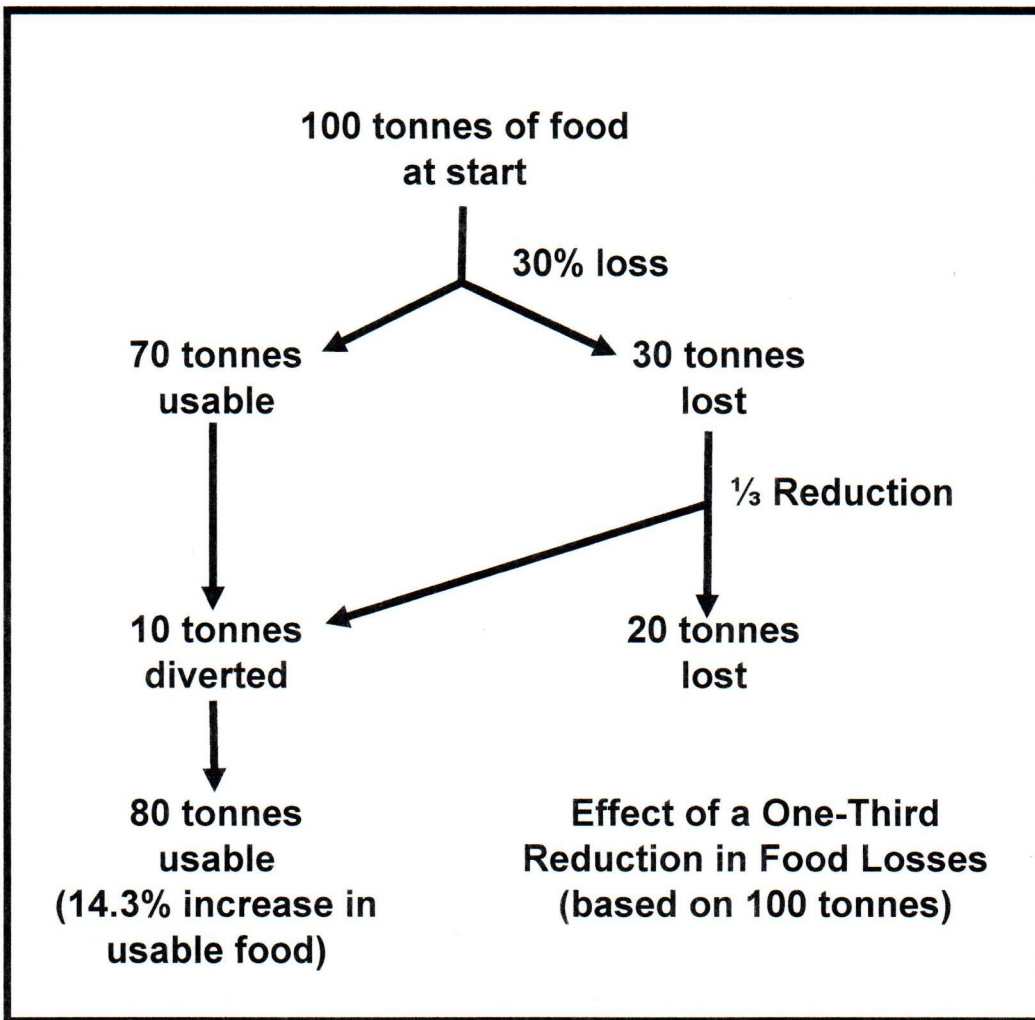 100 tonnes of food
at start
30% loss
70 tonnes
usable
30 tonnes
lost
⅓ Reduction
10 tonnes
diverted
20 tonnes
lost
80 tonnes
usable
(14.3% increase in
usable food)
Effect of a One-Third
Reduction in Food Losses
(based on 100 tonnes)